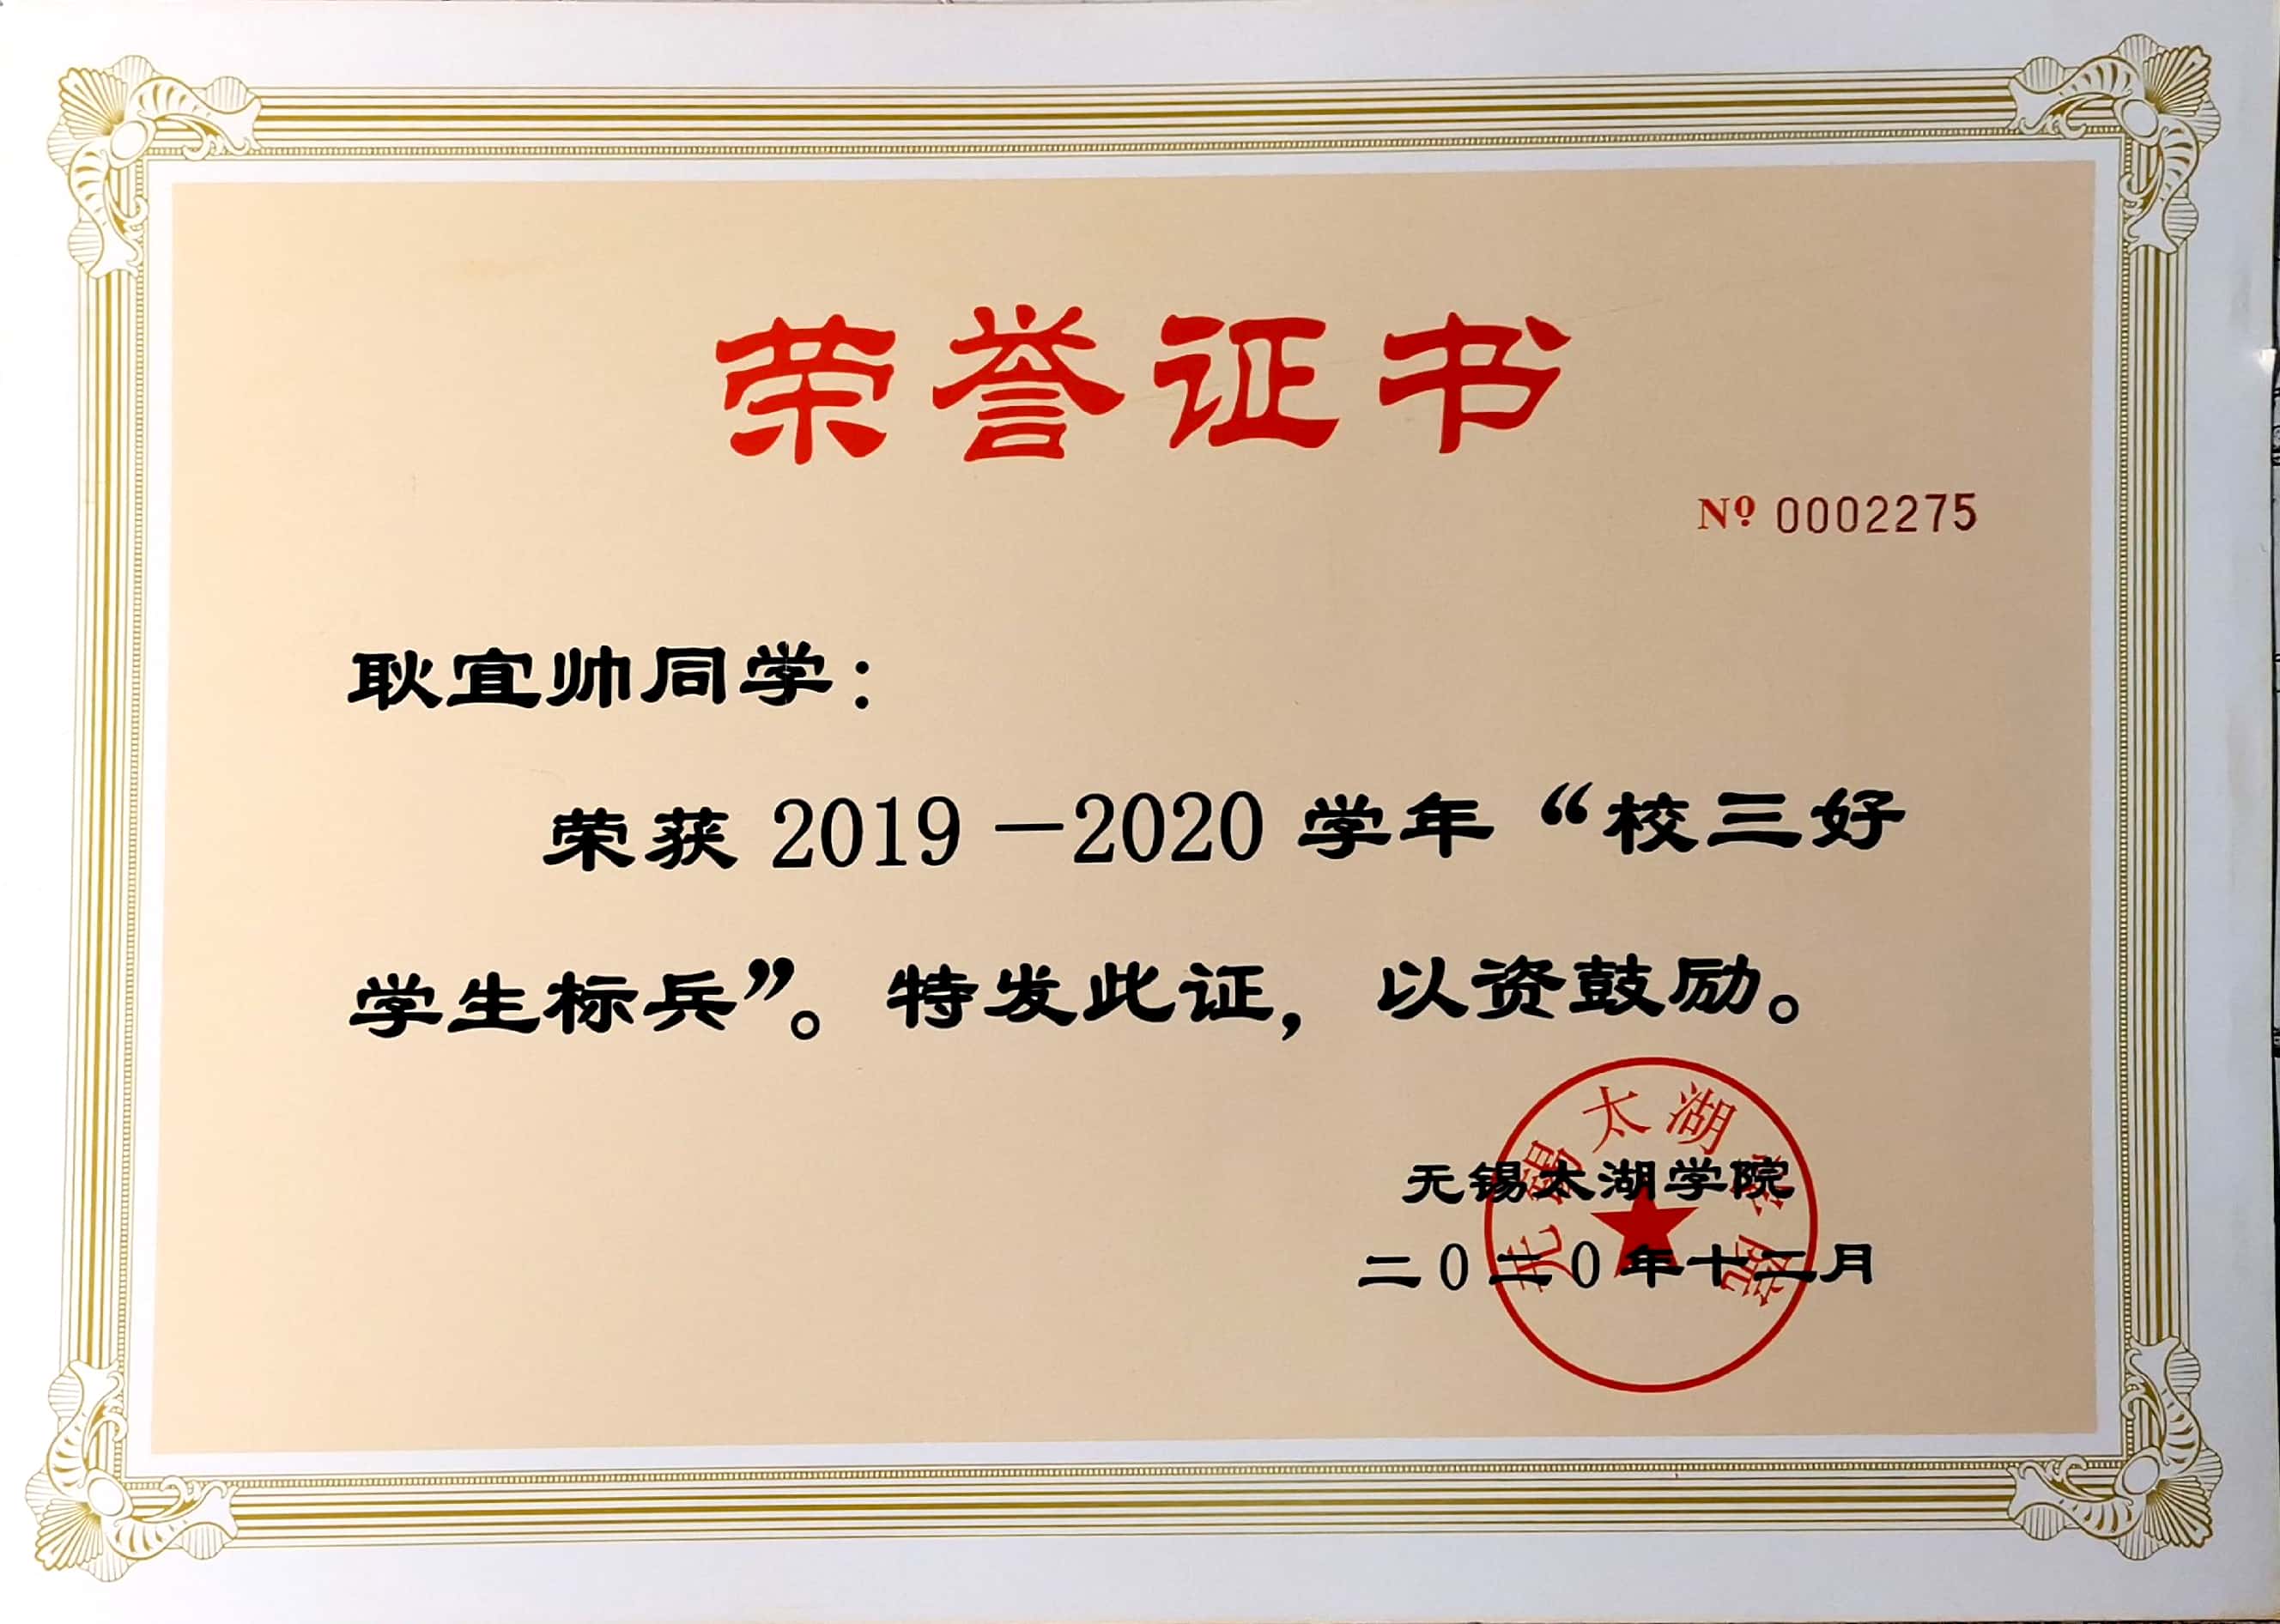 荣誉证书
Nº 0002275
耿宜帅同学：
荣获 2019－2020 学年“校三好
学生标兵”。特发此证，以资鼓励。
无锡太湖学院
无锡太湖学院
二0二0年十二月